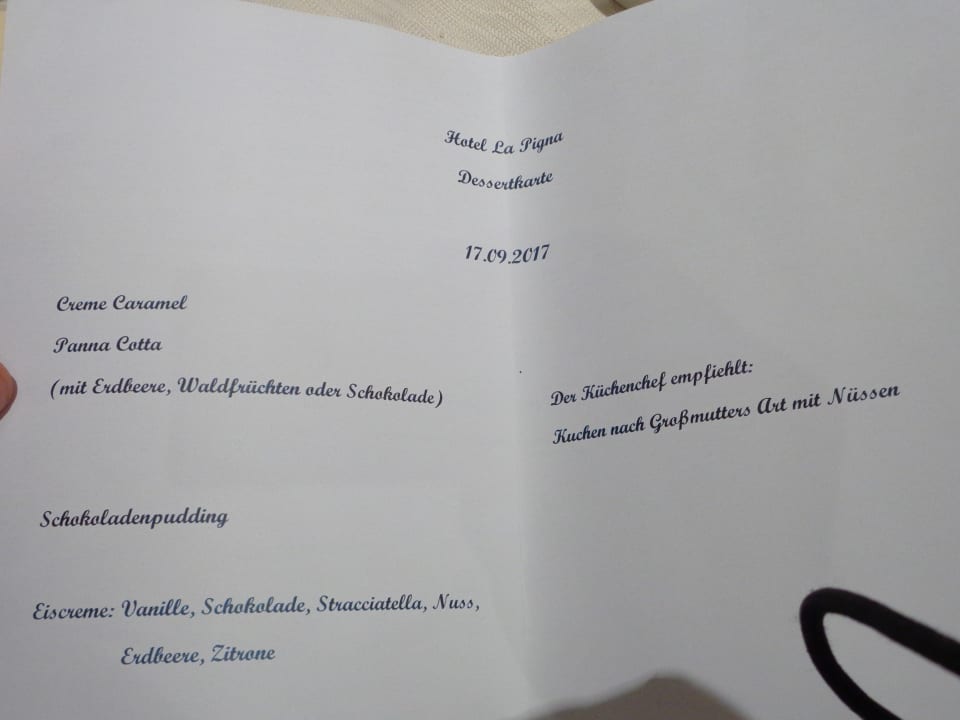 Hotel La Pigna
Dessertkarte
17.09.2017
Creme Caramel
Panna Cotta
(mit Erdbeere, Waldfrüchten oder Schokolade)
Schokoladenpudding
Eiscreme: Vanille, Schokolade, Stracciatella, Nuss,
Erdbeere, Zitrone
Der Küchenchef empfiehlt:
Kuchen nach Großmutters Art mit Nüssen